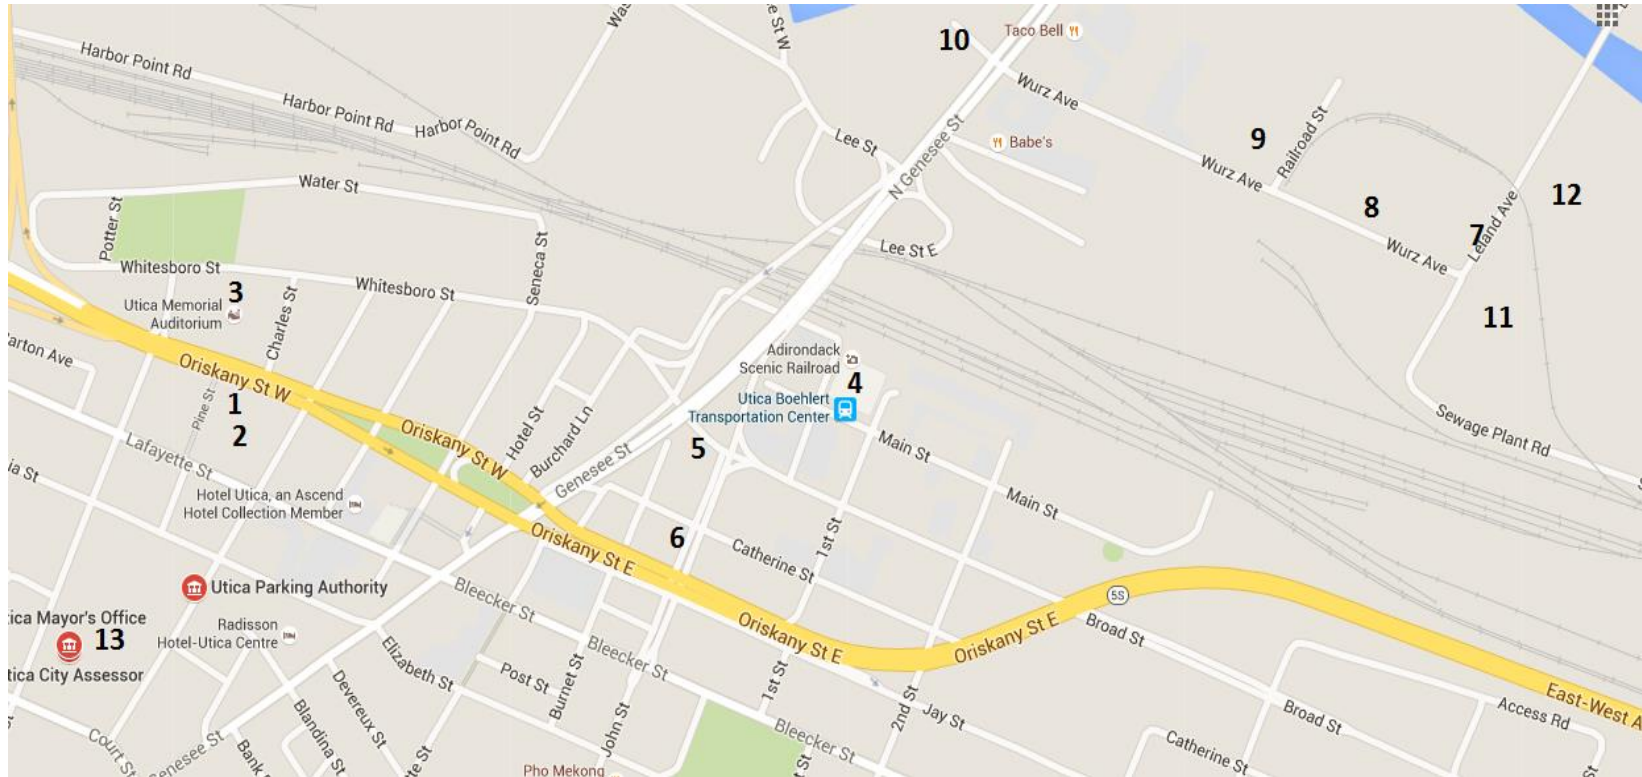 Harbor Point Rd
Harbor Point Rd
Harbor Point Rd
Lee St
N Genesee St
10
Taco Bell
Wurz Ave
Babe's
9
Railroad St
Wurz Ave
8
12
7
Leland Ave
Wurz Ave
11
Lee St E
Water St
Potter St
Seneca St
Whitesboro St
Whitesboro St
3
Utica Memorial
Auditorium
Charles St
Oriskany St W
1
2
Pine St
Lafayette St
Oriskany St W
Hotel St
Burchard Ln
Genesee St
Adirondack
Scenic Railroad
4
Utica Boehlert
Transportation Center
5
Main St
Main St
Sewage Plant Rd
Hotel Utica, an Ascend
Hotel Collection Member
Oriskany St E
6
Catherine St
1st St
5S
Utica Parking Authority
Bleecker St
Bleecker St
Oriskany St E
Oriskany St E
Broad St
tica Mayor's Office
13
tica City Assessor
Radisson
Hotel-Utica Centre
Elizabeth St
Post St
Burnet St
John St
1st St
2nd St
Jay St
Bleecker St
Broad St
Access Rd
East-West A
Catherine St
Court St
Genesee St
Bank
Blandina St
Devereux St
Pho Mekong